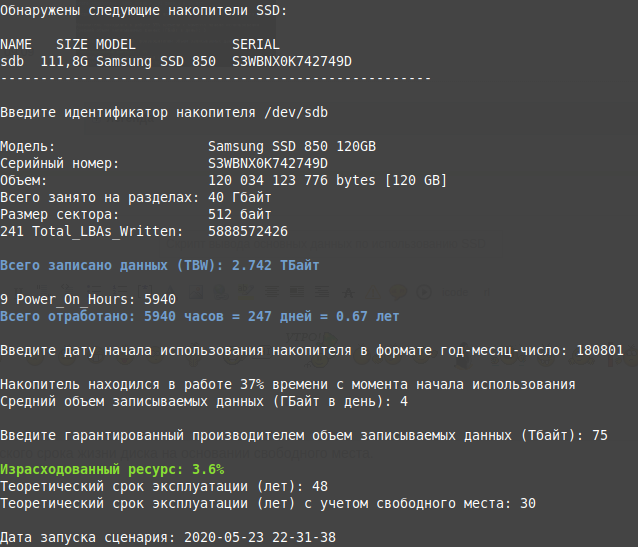 Обнаружены следующие накопители SSD:
NAME   SIZE MODEL            SERIAL
sdb  111,8G Samsung SSD 850  S3WBNX0K742749D
------------------------------------------------------
Введите идентификатор накопителя /dev/sdb
Модель:                   Samsung SSD 850 120GB
Серийный номер:           S3WBNX0K742749D
Объем:                    120 034 123 776 bytes [120 GB]
Всего занято на разделах: 40 Гбайт
Размер сектора:           512 байт
241 Total_LBAs_Written:   5888572426
Всего записано данных (TBW): 2.742 ТБайт
9 Power_On_Hours: 5940
Всего отработано: 5940 часов = 247 дней = 0.67 лет
Введите дату начала использования накопителя в формате год-месяц-число: 180801
Накопитель находился в работе 37% времени с момента начала использования
Средний объем записываемых данных (ГБайт в день): 4
Введите гарантированный производителем объем записываемых данных (Тбайт): 75
Израсходованный ресурс: 3.6%
Теоретический срок эксплуатации (лет): 48
Теоретический срок эксплуатации (лет) с учетом свободного места: 30
Дата запуска сценария: 2020-05-23 22-31-38